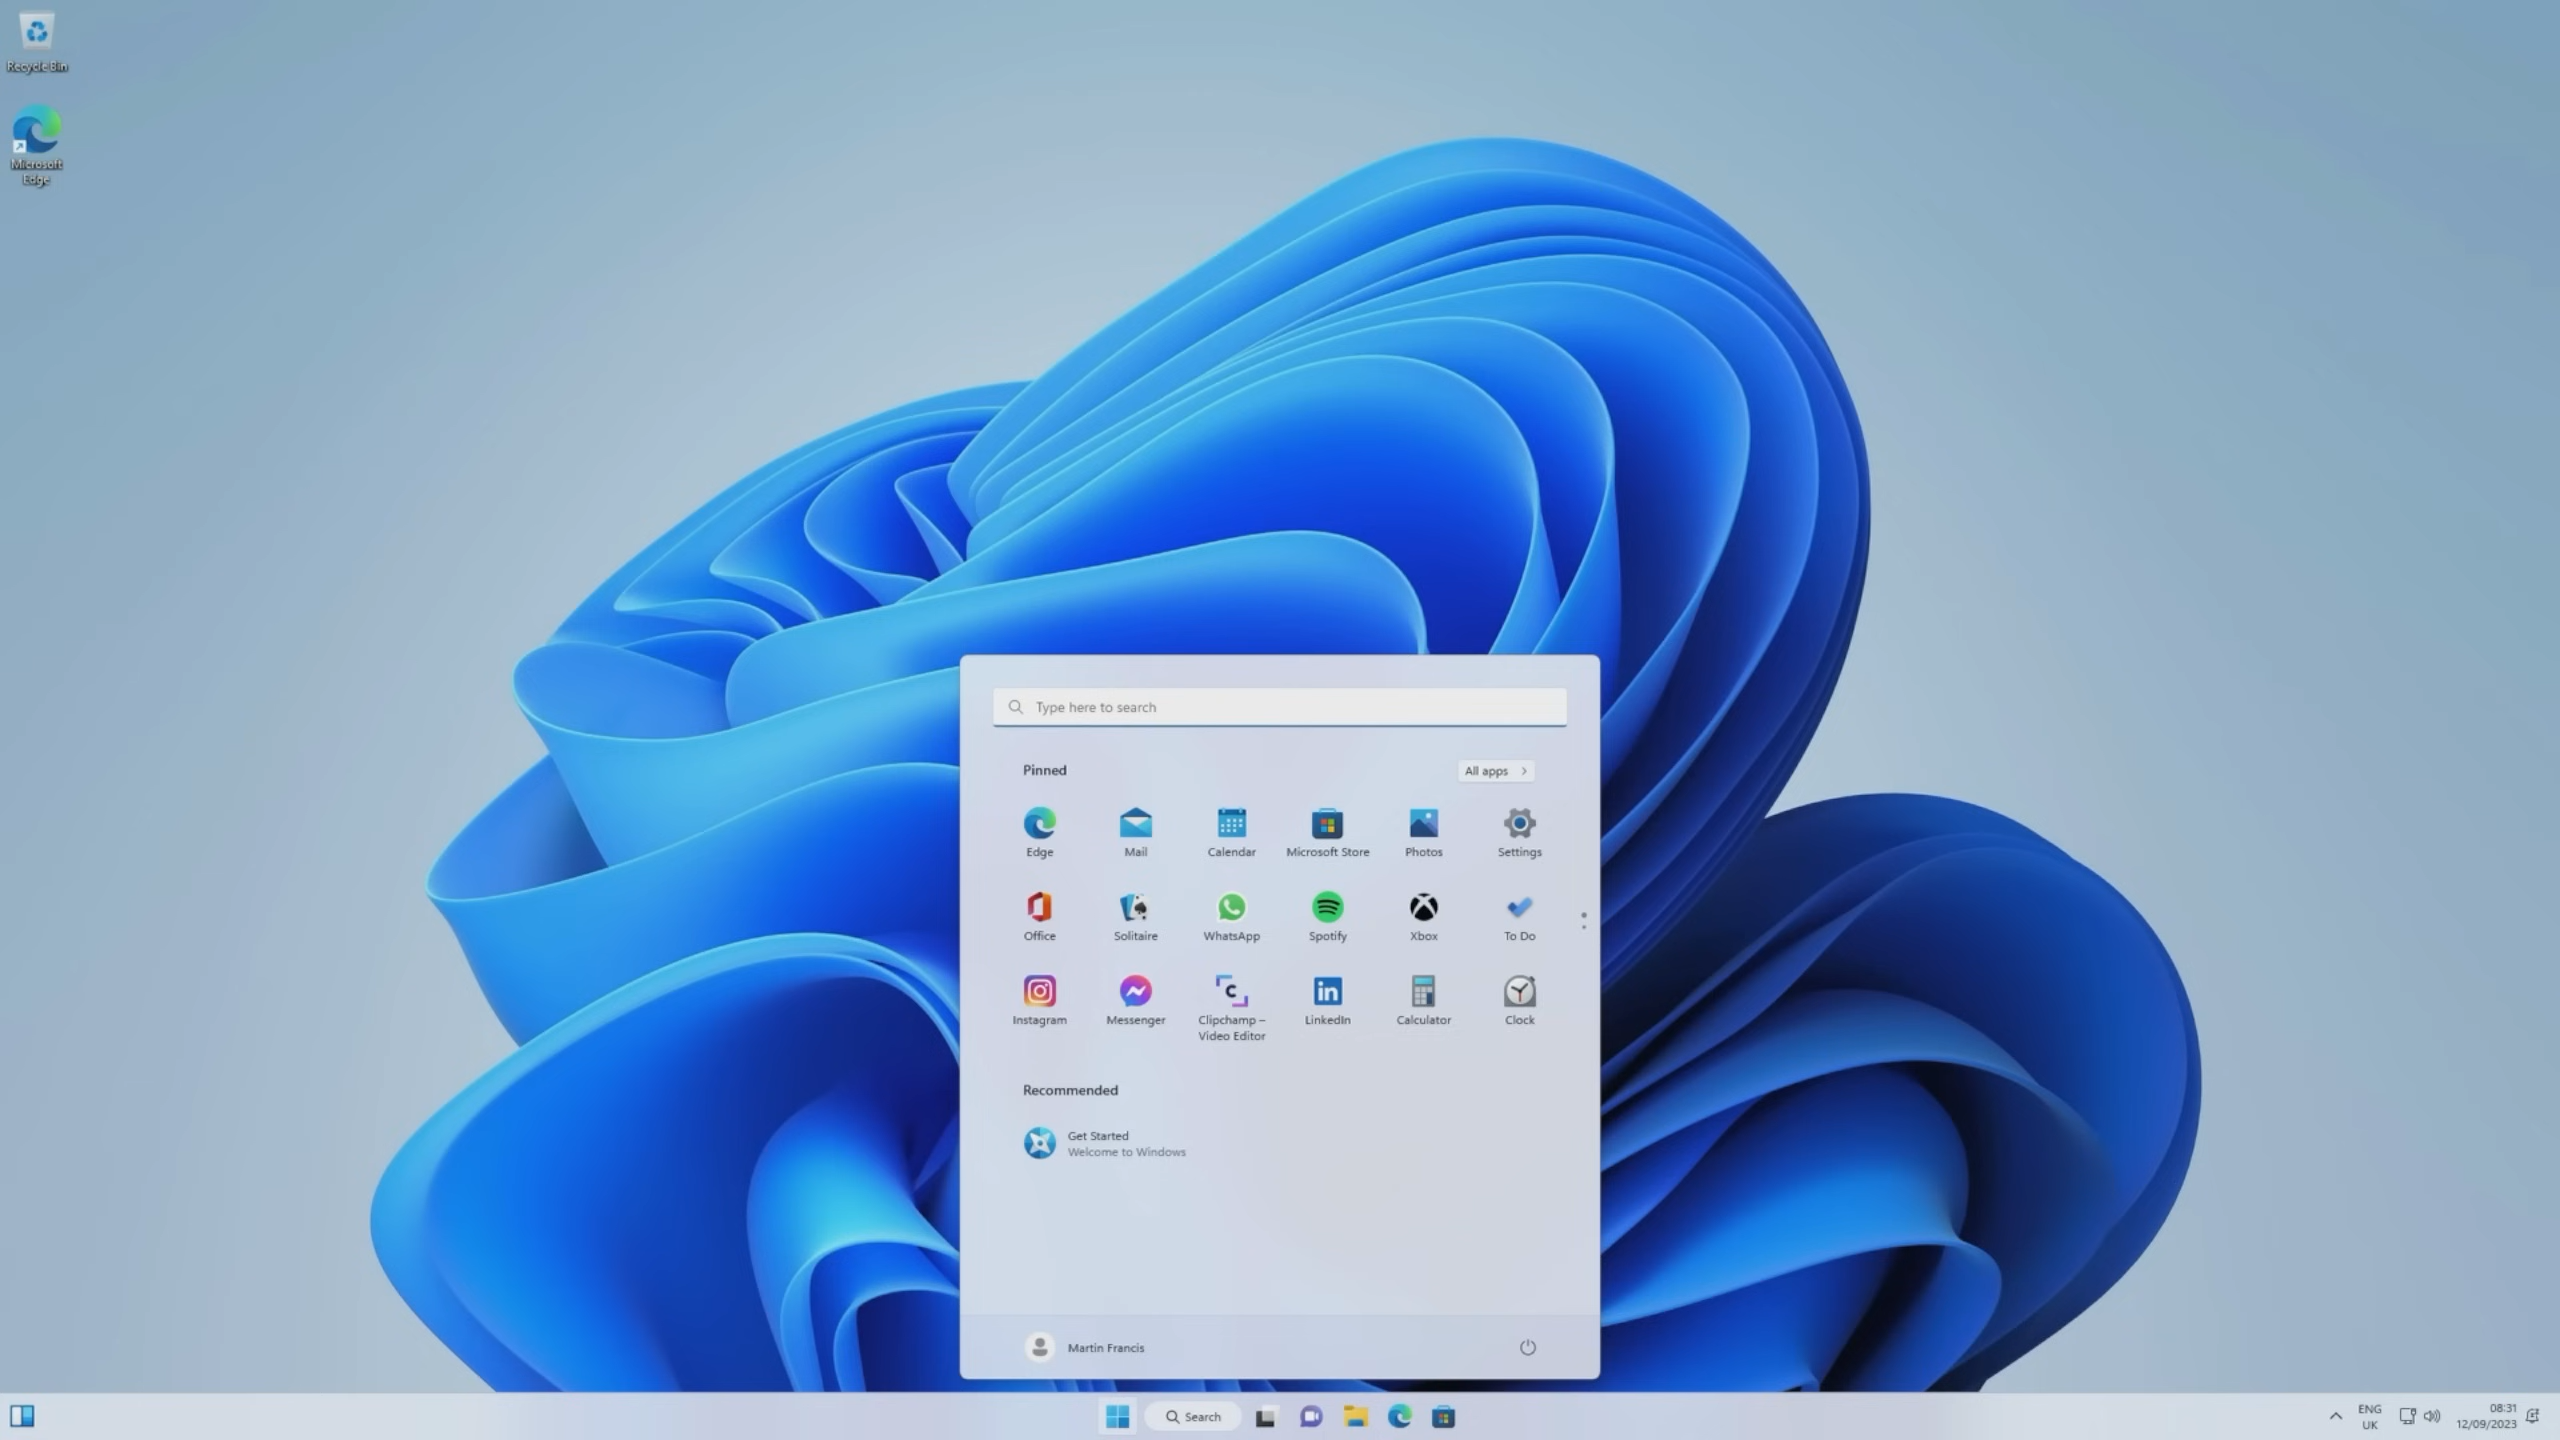 Recycle Bin
Microsoft
Edge
Type here to search
Pinned
All apps
Edge
Mail
Calendar
Microsoft Store
Photos
Settings
Office
Solitaire
WhatsApp
Spotify
Xbox
To Do
Instagram
Messenger
Clipchamp –
Video Editor
LinkedIn
Calculator
Clock
Recommended
Get Started
Welcome to Windows
Martin Francis
Search
ENG
UK
08:31
12/09/2023